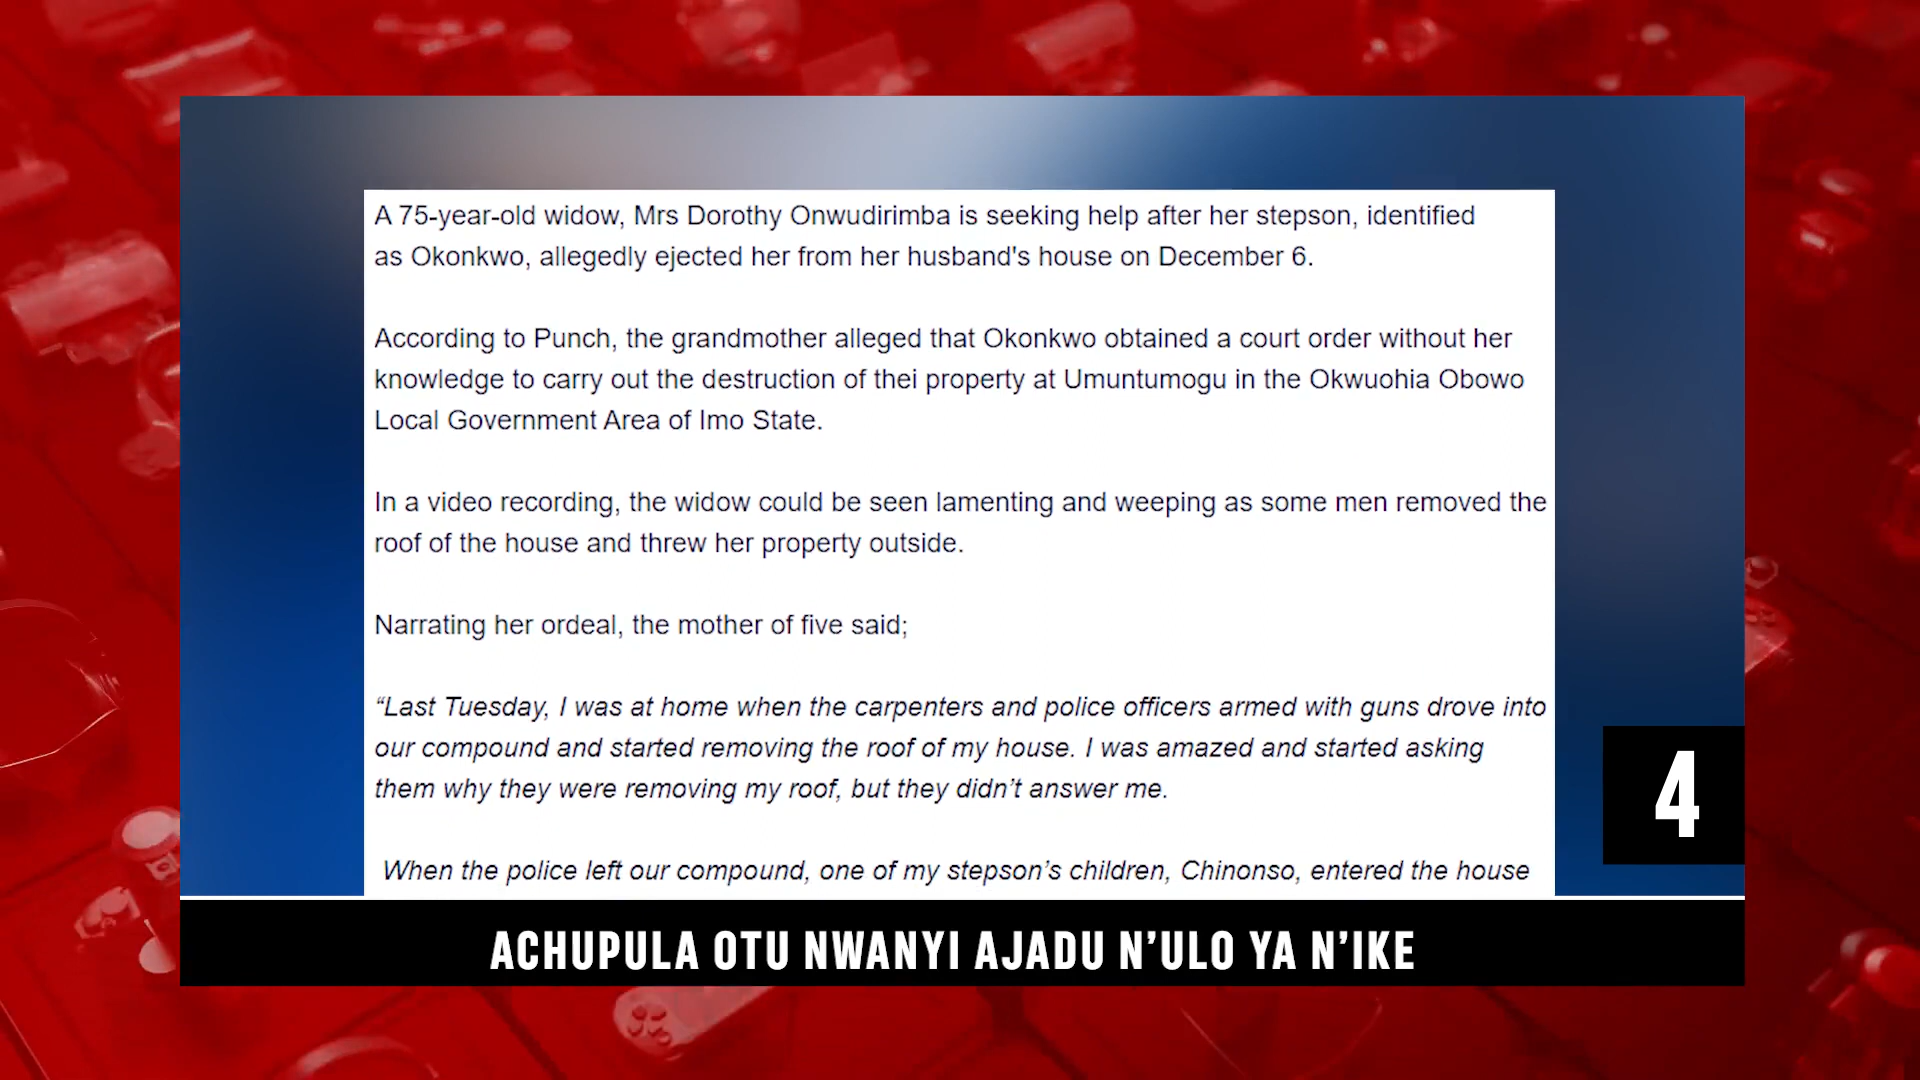 A 75-year-old widow, Mrs Dorothy Onwudirimba is seeking help after her stepson, identified
as Okonkwo, allegedly ejected her from her husband's house on December 6.
According to Punch, the grandmother alleged that Okonkwo obtained a court order without her
knowledge to carry out the destruction of thei property at Umuntumogu in the Okwuohia Obowo
Local Government Area of Imo State.
In a video recording, the widow could be seen lamenting and weeping as some men removed the
roof of the house and threw her property outside.
Narrating her ordeal, the mother of five said;
“Last Tuesday, I was at home when the carpenters and police officers armed with guns drove into
our compound and started removing the roof of my house. I was amazed and started asking
them why they were removing my roof, but they didn’t answer me.
When the police left our compound, one of my stepson’s children, Chinonso, entered the house
4
ACHUPULA OTU NWANYI AJADU N’ULO YA N’IKE